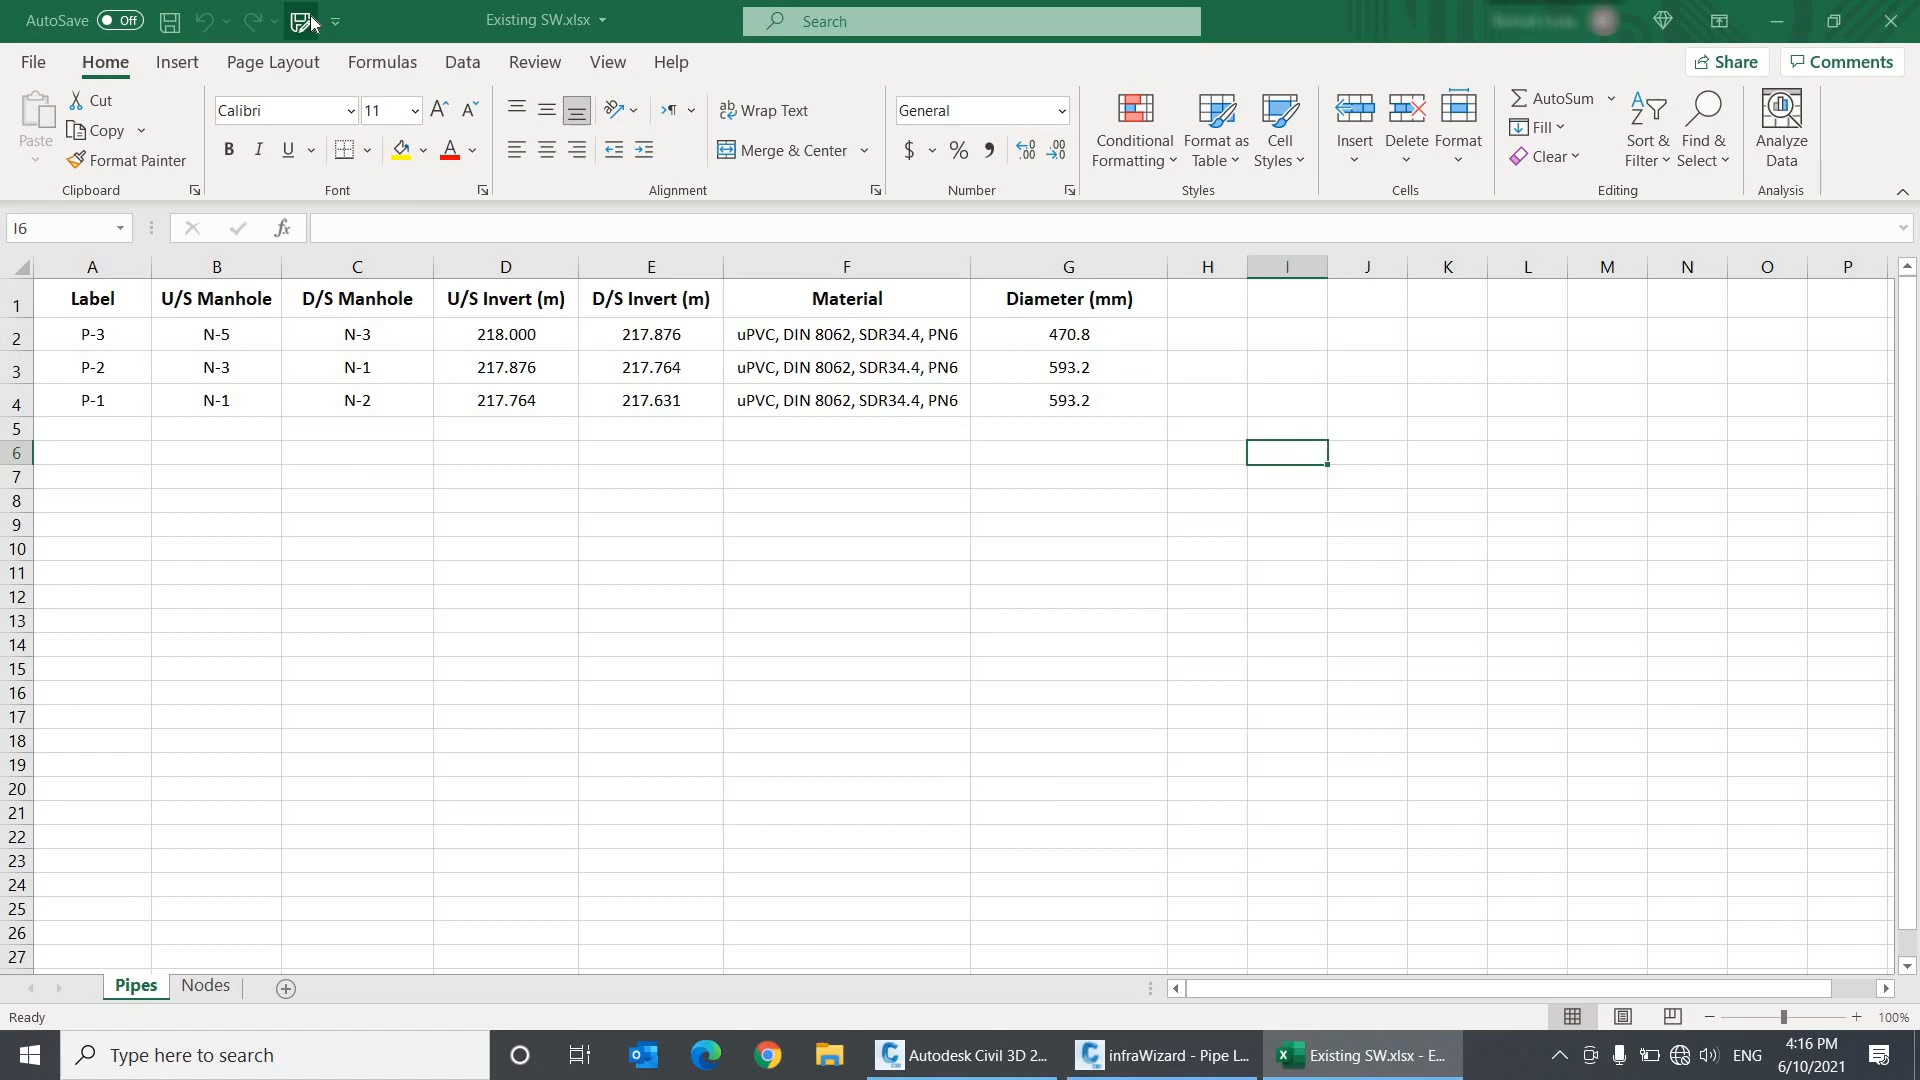 AutoSave Off Existing SW.xlsx Search
File Home Insert Page Layout Formulas Data Review View Help Share Comments
Paste Cut Copy Format Painter Clipboard
Calibri 11 B I U A Font
Wrap Text Merge & Center Alignment
General $ % Number
Conditional Formatting Format as Table Cell Styles Styles
Insert Delete Format Cells
AutoSum Fill Clear Sort & Filter Find & Select Editing
Analyze Data Analysis
I6 fx
A B C D E F G H I J K L M N O P
1 Label U/S Manhole D/S Manhole U/S Invert (m) D/S Invert (m) Material Diameter (mm)
2 P-3 N-5 N-3 218.000 217.876 uPVC, DIN 8062, SDR34.4, PN6 470.8
3 P-2 N-3 N-1 217.876 217.764 uPVC, DIN 8062, SDR34.4, PN6 593.2
4 P-1 N-1 N-2 217.764 217.631 uPVC, DIN 8062, SDR34.4, PN6 593.2
5
6
7
8
9
10
11
12
13
14
15
16
17
18
19
20
21
22
23
24
25
26
27
Pipes Nodes
Ready 100%
Type here to search Autodesk Civil 3D 2... infraWizard - Pipe L... Existing SW.xlsx - E... ENG 4:16 PM
6/10/2021